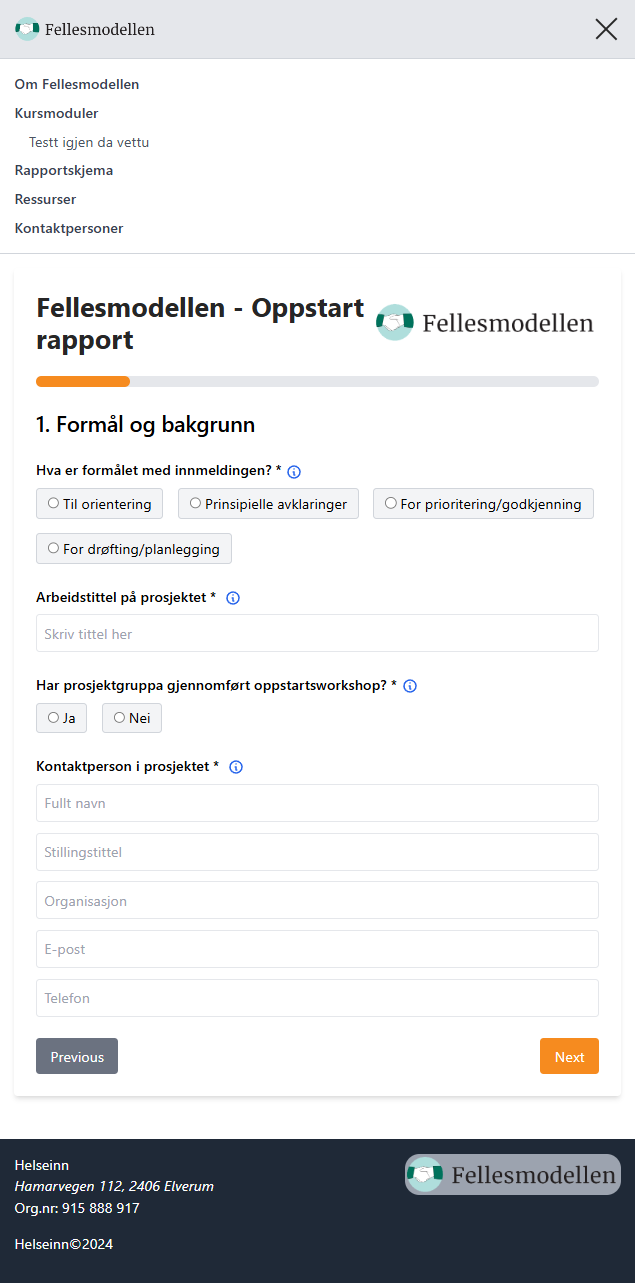 Fellesmodellen
Om Fellesmodellen
Kursmoduler
Testt igjen da vettu
Rapportskjema
Ressurser
Kontaktpersoner
Fellesmodellen - Oppstart
rapport
Fellesmodellen
1. Formål og bakgrunn
Hva er formålet med innmeldingen? *
Til orientering
Prinsipielle avklaringer
For prioritering/godkjenning
For drøfting/planlegging
Arbeidstittel på prosjektet *
Skriv tittel her
Har prosjektgruppa gjennomført oppstartsworkshop? *
Ja
Nei
Kontaktperson i prosjektet *
Fullt navn
Stillingstittel
Organisasjon
E-post
Telefon
Previous
Next
Helseinn
Hamarvegen 112, 2406 Elverum
Org.nr: 915 888 917
Helseinn©2024
Fellesmodellen